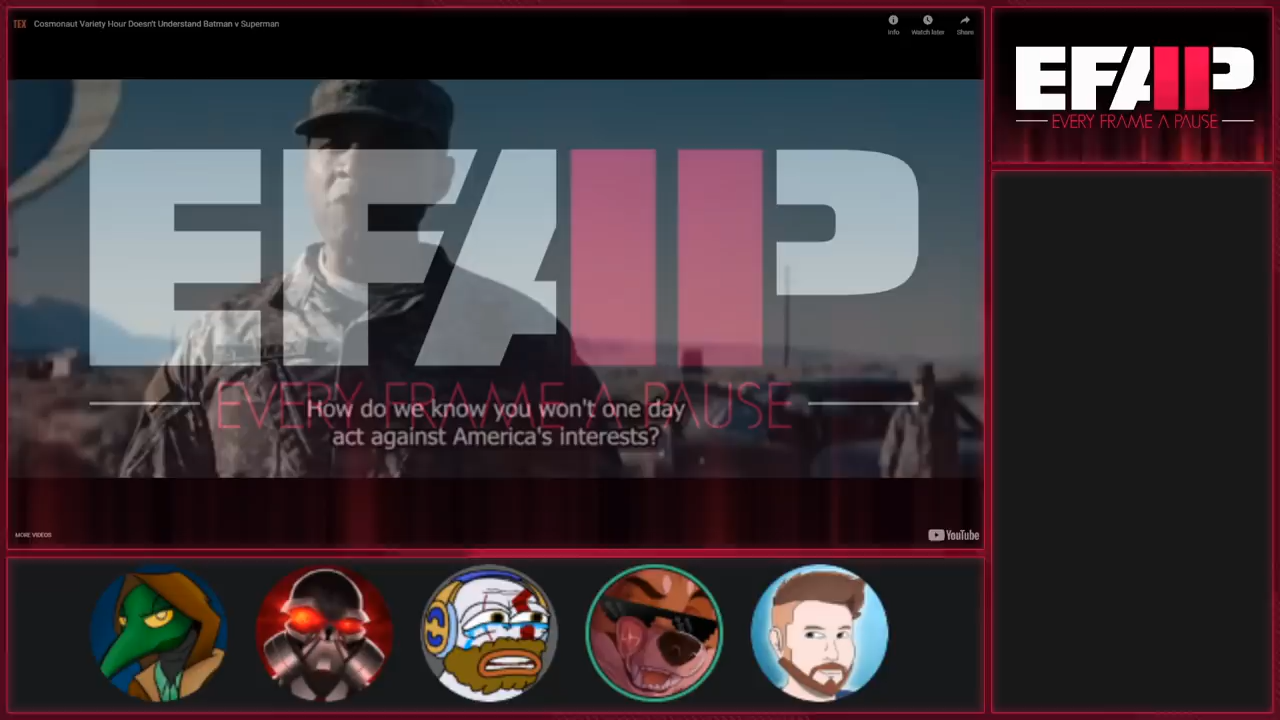 TEX Cosmonaut Variety Hour Doesn't Understand Batman v Superman
Info
Watch later
Share
EFAP
EVERY FRAME A PAUSE
EFAP
EVERY FRAME A PAUSE
How do we know you won't one day
act against America's interests?
MORE VIDEOS
YouTube